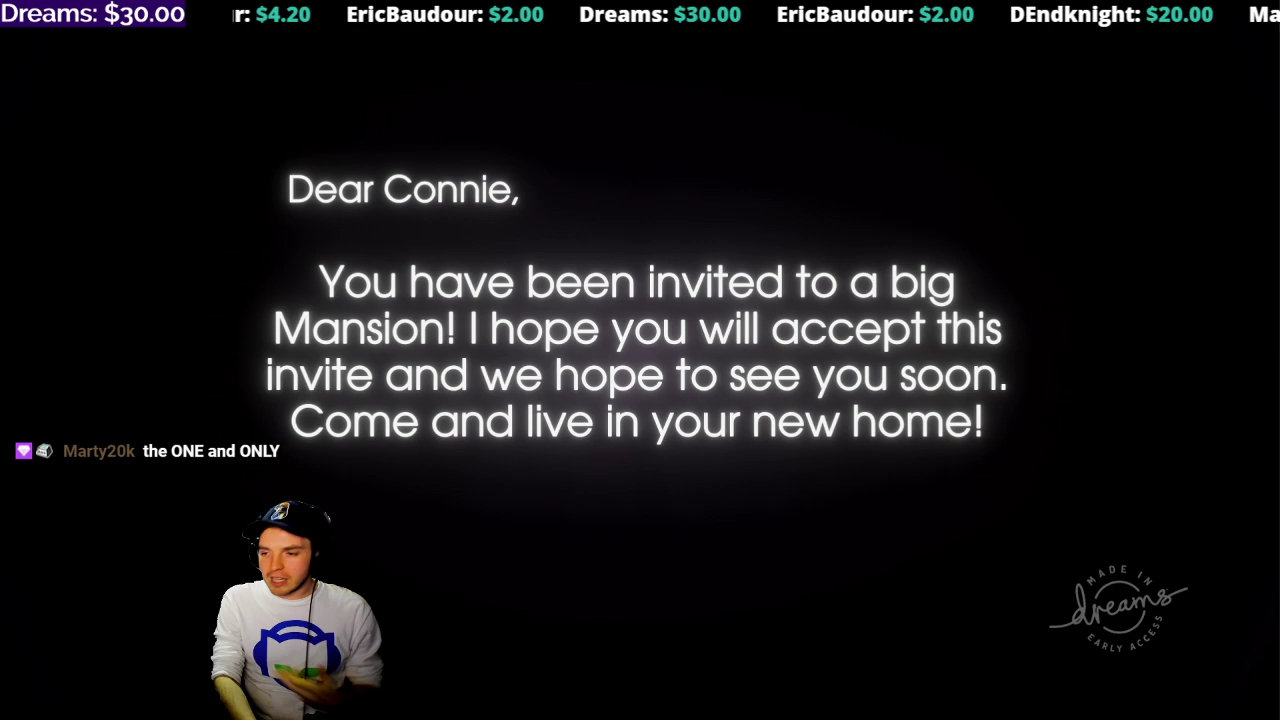 Dreams: $30.00
r: $4.20 EricBaudour: $2.00 Dreams: $30.00 EricBaudour: $2.00 DEndknight: $20.00 Ma
Dear Connie,
You have been invited to a big
Mansion! I hope you will accept this
invite and we hope to see you soon.
Come and live in your new home!
Marty20k the ONE and ONLY
MADE IN
dreams
EARLY ACCESS